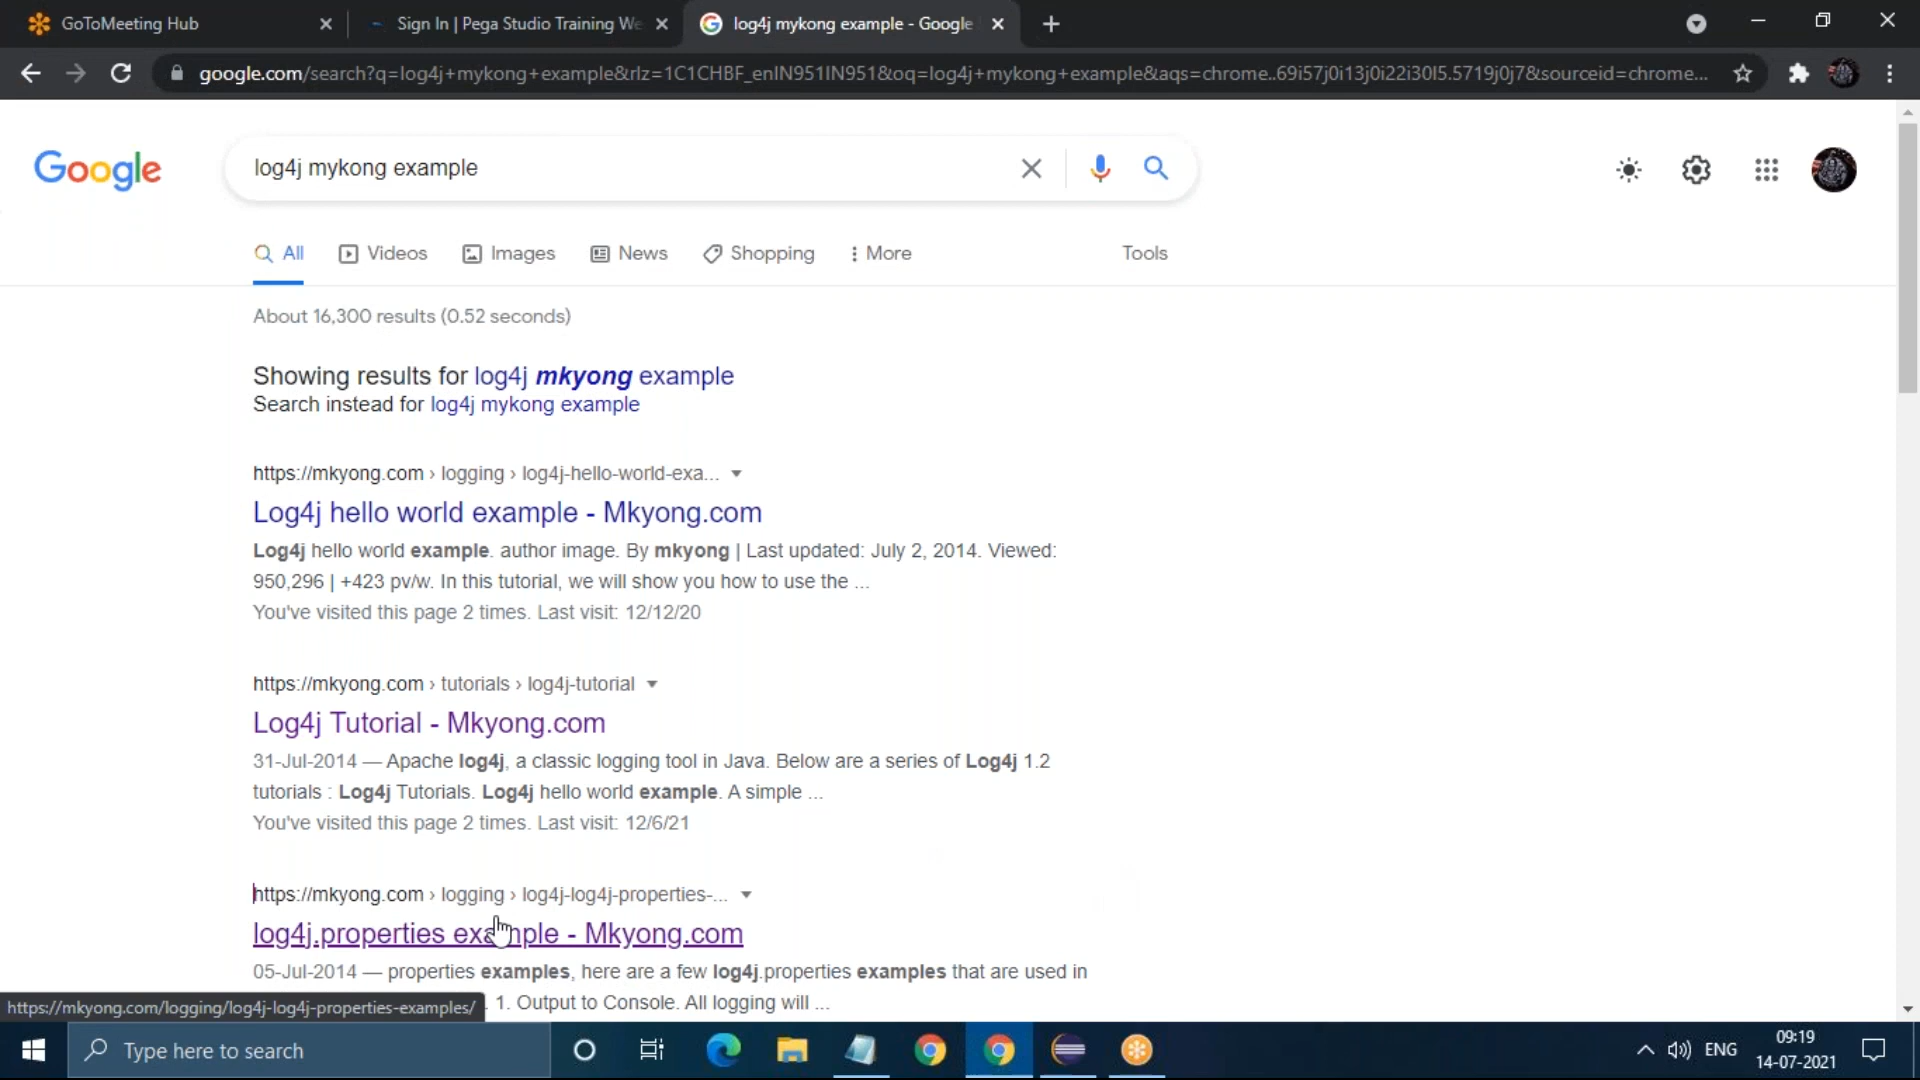 GoToMeeting Hub
Sign In | Pega Studio Training We
log4j mykong example - Google
google.com/search?q=log4j+mykong+example&rlz=1C1CHBF_enIN951IN951&oq=log4j+mykong+example&aqs=chrome..69i57j0i13j0i22i30l5.5719j0j7&sourceid=chrome...
Google
log4j mykong example
All
Videos
Images
News
Shopping
More
Tools
About 16,300 results (0.52 seconds)
Showing results for log4j mkyong example
Search instead for log4j mykong example
https://mkyong.com › logging › log4j-hello-world-exa...
Log4j hello world example - Mkyong.com
Log4j hello world example. author image. By mkyong | Last updated: July 2, 2014. Viewed:
950,296 | +423 pv/w. In this tutorial, we will show you how to use the ...
You've visited this page 2 times. Last visit: 12/12/20
https://mkyong.com › tutorials › log4j-tutorial
Log4j Tutorial - Mkyong.com
31-Jul-2014 — Apache log4j, a classic logging tool in Java. Below are a series of Log4j 1.2
tutorials : Log4j Tutorials. Log4j hello world example. A simple ...
You've visited this page 2 times. Last visit: 12/6/21
https://mkyong.com › logging › log4j-log4j-properties-...
log4j.properties example - Mkyong.com
05-Jul-2014 — properties examples, here are a few log4j.properties examples that are used in
1. Output to Console. All logging will ...
https://mkyong.com/logging/log4j-log4j-properties-examples/
Type here to search
ENG
09:19
14-07-2021